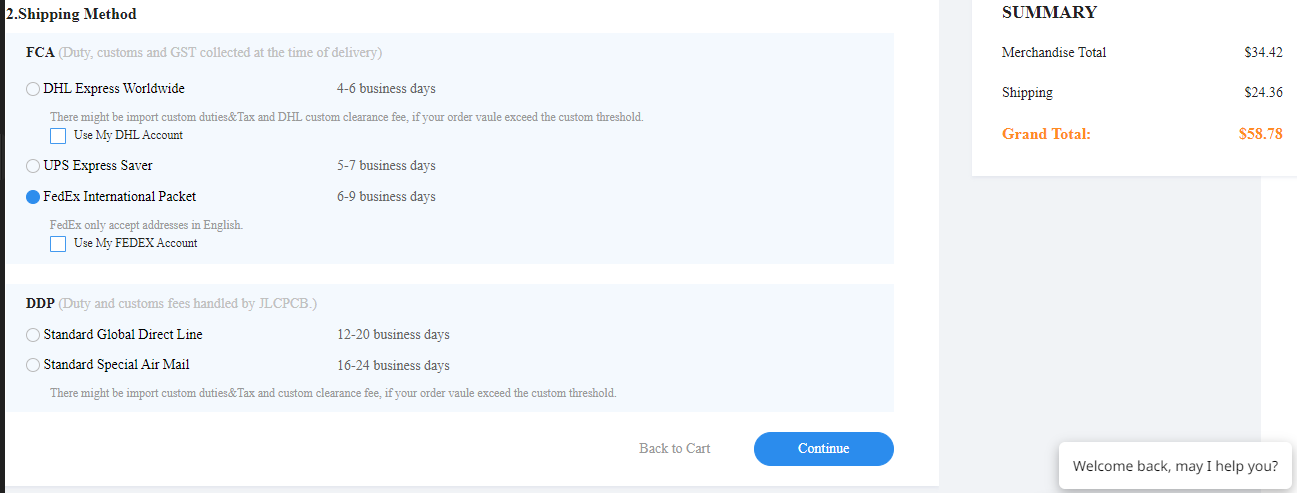 2.Shipping Method
FCA (Duty, customs and GST collected at the time of delivery)
DHL Express Worldwide 4-6 business days
There might be import custom duties&Tax and DHL custom clearance fee, if your order vaule exceed the custom threshold.
Use My DHL Account
UPS Express Saver 5-7 business days
FedEx International Packet 6-9 business days
FedEx only accept addresses in English.
Use My FEDEX Account
DDP (Duty and customs fees handled by JLCPCB.)
Standard Global Direct Line 12-20 business days
Standard Special Air Mail 16-24 business days
There might be import custom duties&Tax and custom clearance fee, if your order vaule exceed the custom threshold.
Back to Cart Continue
SUMMARY
Merchandise Total $34.42
Shipping $24.36
Grand Total: $58.78
Welcome back, may I help you?